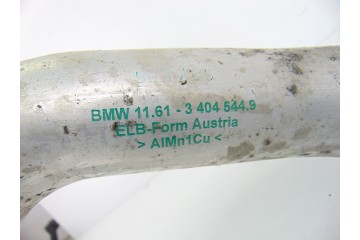 BMW 11.61 - 3 404 544.9
ELB-Form Austria
> AlMn1Cu <